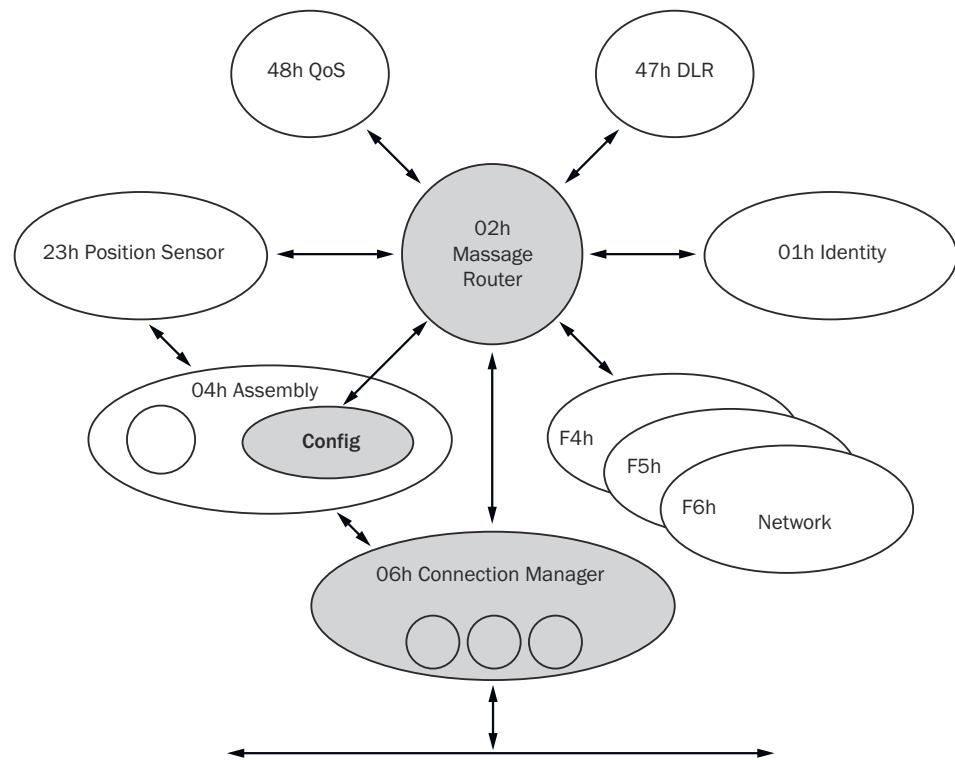 48h QoS
47h DLR
02h
Massage
Router
23h Position Sensor
01h Identity
04h Assembly
Config
F4h
F5h
F6h
Network
06h Connection Manager